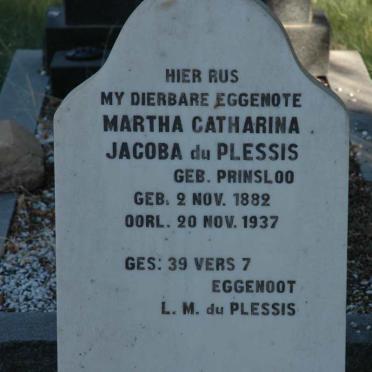 HIER RUS
MY DIERBARE EGGENOTE
MARTHA CATHARINA
JACOBA du PLESSIS
GEB. PRINSLOO
GEB. 2 NOV. 1882
OORL. 20 NOV. 1937
GES: 39 VERS 7
EGGENOOT
L. M. du PLESSIS